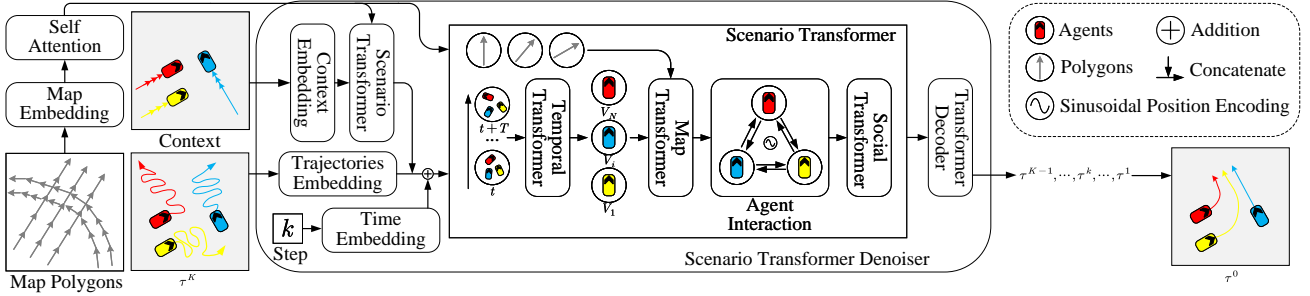 Self
Attention
Map
Embedding
Map Polygons
Context
τ^K
Context
Embedding
Scenario
Transformer
Trajectories
Embedding
k
Step
Time
Embedding
Scenario Transformer
t + T
...
t
Temporal
Transformer
V_N
V_i
V_1
Map
Transformer
Agent
Interaction
Social
Transformer
Transformer
Decoder
Scenario Transformer Denoiser
τ^{K-1},···,τ^k,···,τ^1
τ^0
Agents
Addition
Polygons
Concatenate
Sinusoidal Position Encoding